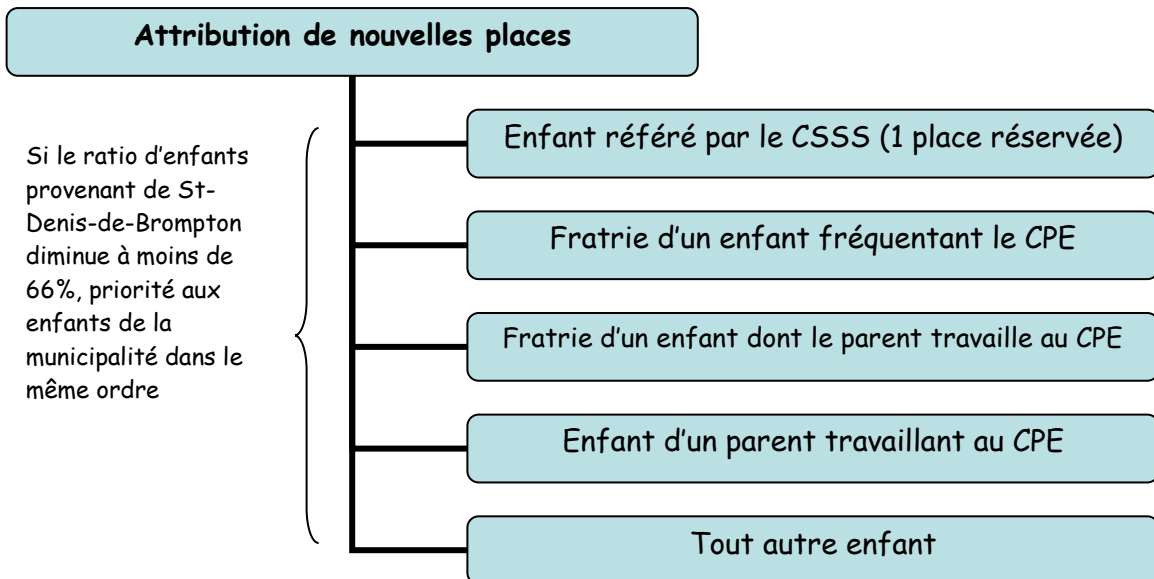 Attribution de nouvelles places
Si le ratio d'enfants
provenant de St-
Denis-de-Brompton
diminue à moins de
66%, priorité aux
enfants de la
municipalité dans le
même ordre
Enfant référé par le CSSS (1 place réservée)
Fratrie d'un enfant fréquentant le CPE
Fratrie d'un enfant dont le parent travaille au CPE
Enfant d'un parent travaillant au CPE
Tout autre enfant